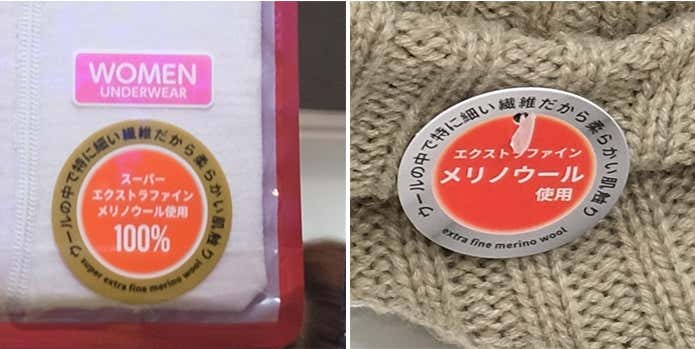 WOMEN
UNDERWEAR
ウールの中で特に細い繊維だから柔らかい肌触り
スーパー
エクストラファイン
メリノウール使用
100%
super extra fine merino wool
ウールの中で特に細い繊維だから柔らかい肌触り
エクストラファイン
メリノウール
使用
extra fine merino wool